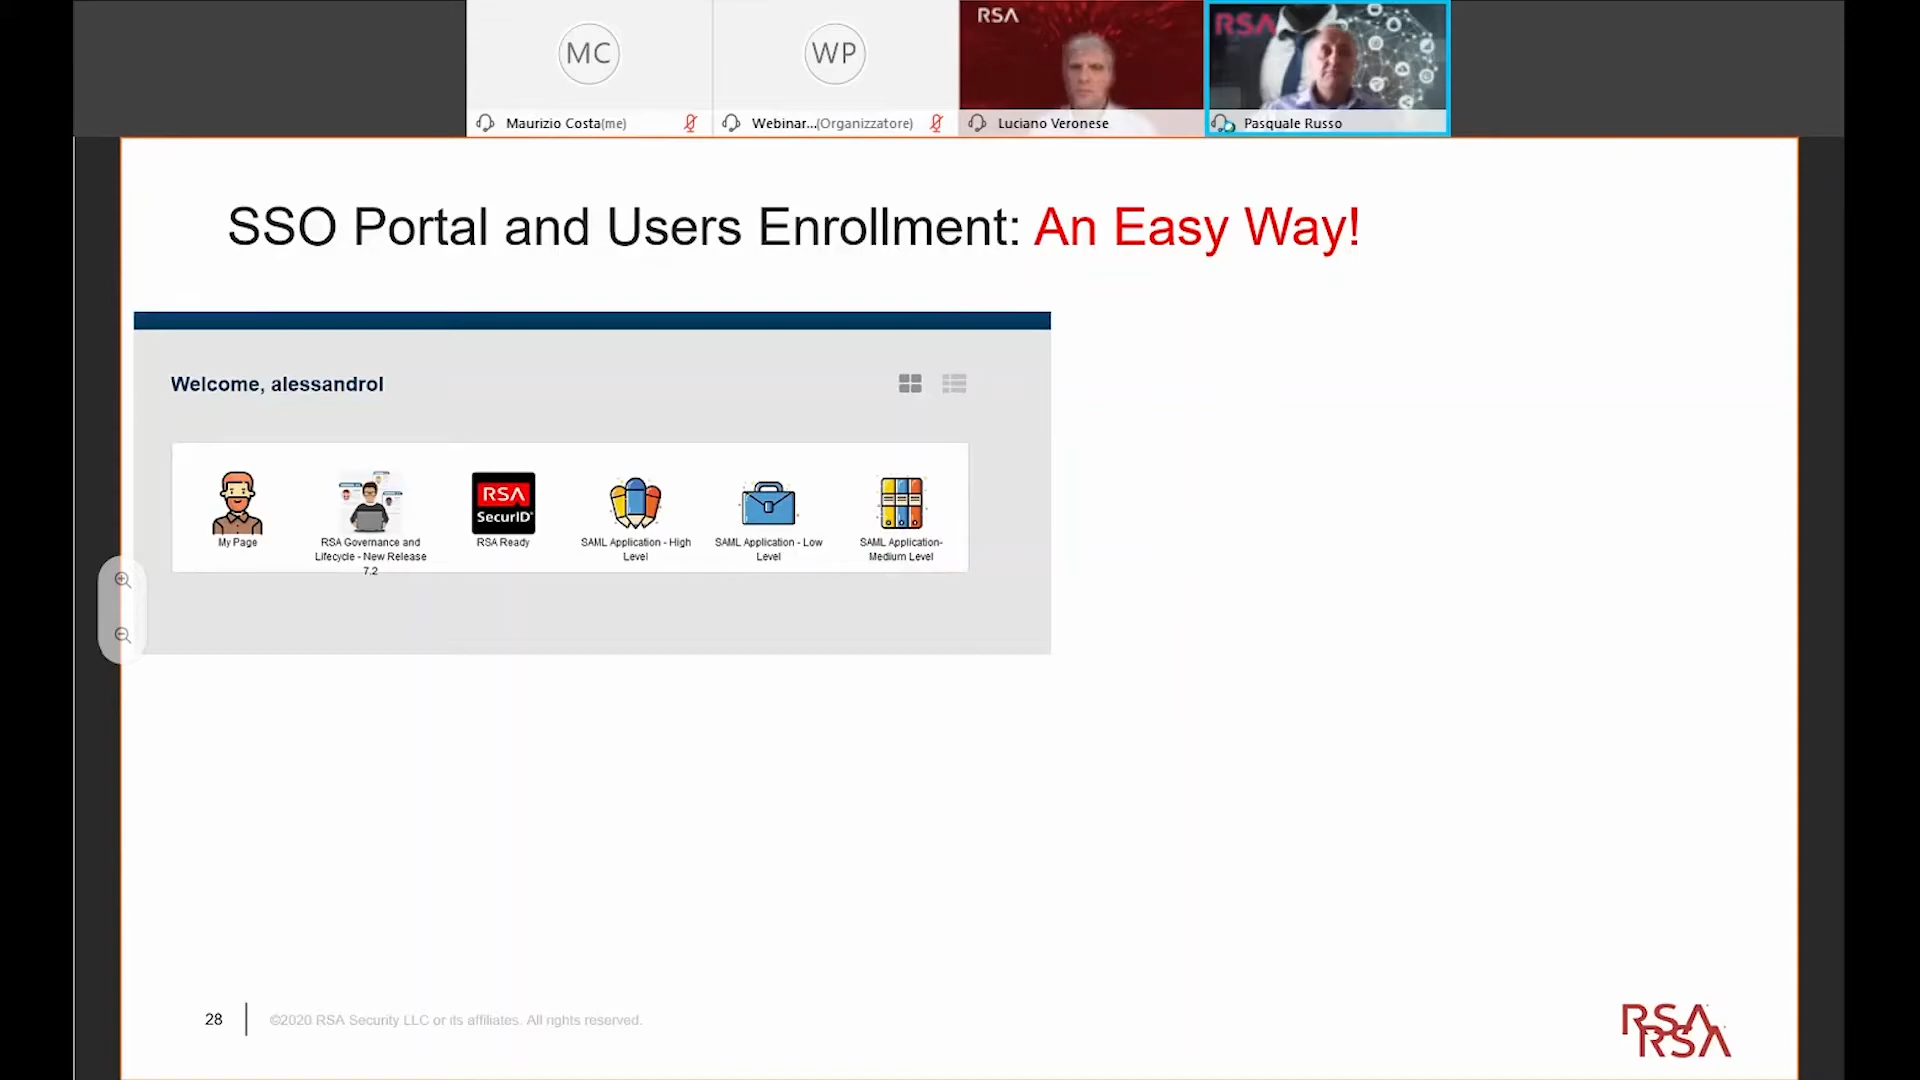 MC
WP
RSA
RSA
Maurizio Costa(me)
Webinar...(Organizzatore)
Luciano Veronese
Pasquale Russo
SSO Portal and Users Enrollment: An Easy Way!
Welcome, alessandrol
RSA
SecurID
My Page
RSA Governance and
Lifecycle - New Release
7.2
RSA Ready
SAML Application - High
Level
SAML Application - Low
Level
SAML Application-
Medium Level
28
©2020 RSA Security LLC or its affiliates. All rights reserved.
RSA
RSA